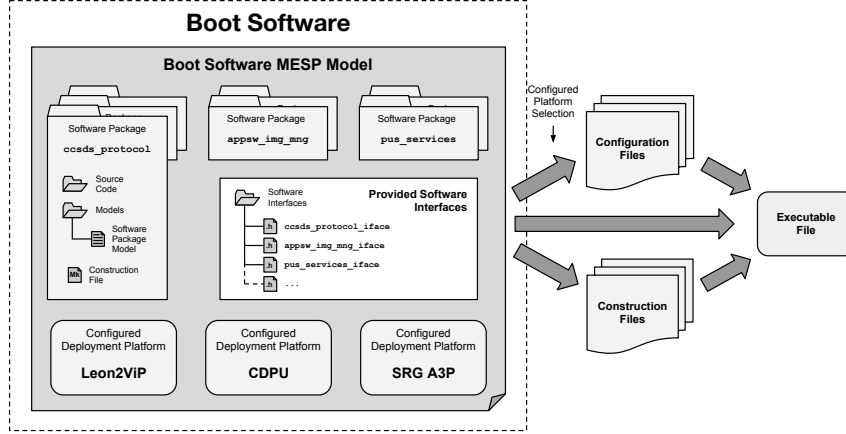 Boot Software
Boot Software MESP Model
Software Package
ccsds_protocol
Source
Code
Models
Software
Package
Model
Mk
Construction
File
Software Package
appsw_img_mng
Software Package
pus_services
Software
Interfaces
Provided Software
Interfaces
.h ccsds_protocol_iface
.h appsw_img_mng_iface
.h pus_services_iface
.h ...
Configured
Deployment Platform
Leon2ViP
Configured
Deployment Platform
CDPU
Configured
Deployment Platform
SRG A3P
Configured
Platform
Selection
Configuration
Files
Construction
Files
Executable
File